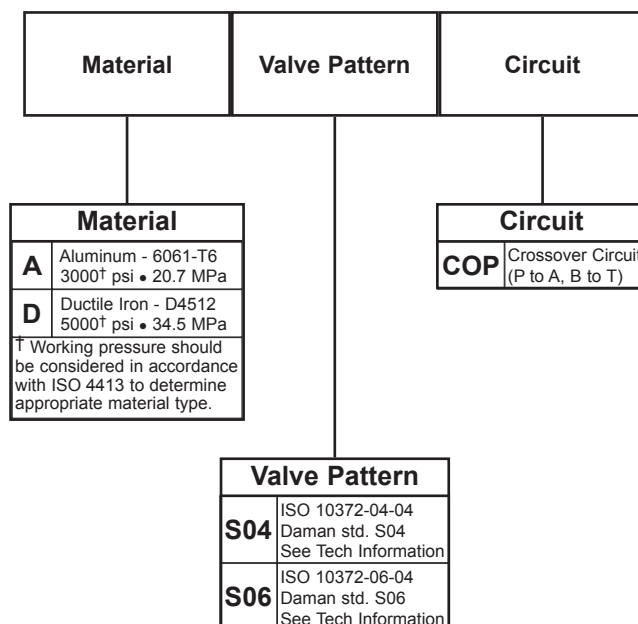 Material Valve Pattern Circuit
Material
A Aluminum - 6061-T6
3000† psi • 20.7 MPa
D Ductile Iron - D4512
5000† psi • 34.5 MPa
† Working pressure should
be considered in accordance
with ISO 4413 to determine
appropriate material type.
Circuit
COP Crossover Circuit
(P to A, B to T)
Valve Pattern
S04 ISO 10372-04-04
Daman std. S04
See Tech Information
S06 ISO 10372-06-04
Daman std. S06
See Tech Information